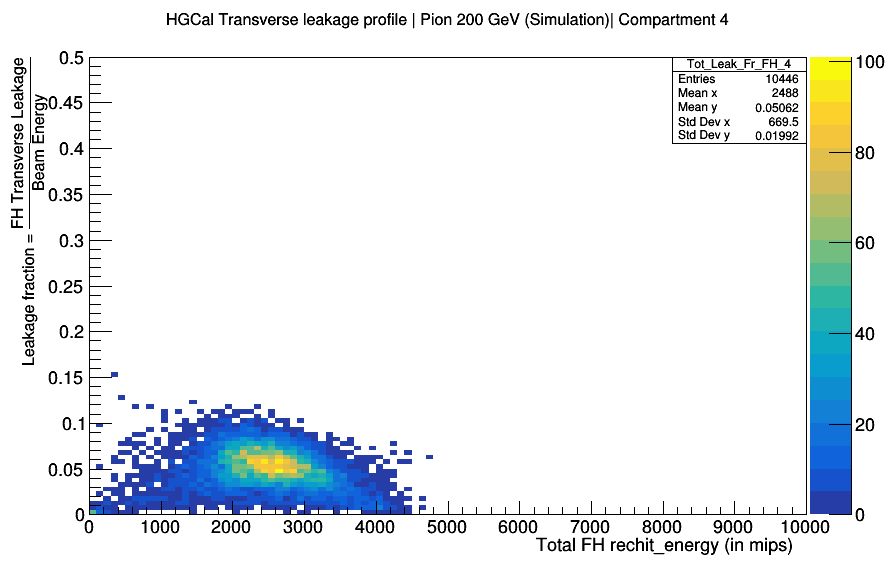 HGCal Transverse leakage profile | Pion 200 GeV (Simulation)| Compartment 4
Leakage fraction = FH Transverse Leakage
Beam Energy
0.5
0.45
0.4
0.35
0.3
0.25
0.2
0.15
0.1
0.05
0
Tot_Leak_Fr_FH_4
Entries 10446
Mean x 2488
Mean y 0.05062
Std Dev x 669.5
Std Dev y 0.01992
100
80
60
40
20
0
0 1000 2000 3000 4000 5000 6000 7000 8000 9000 10000
Total FH rechit_energy (in mips)